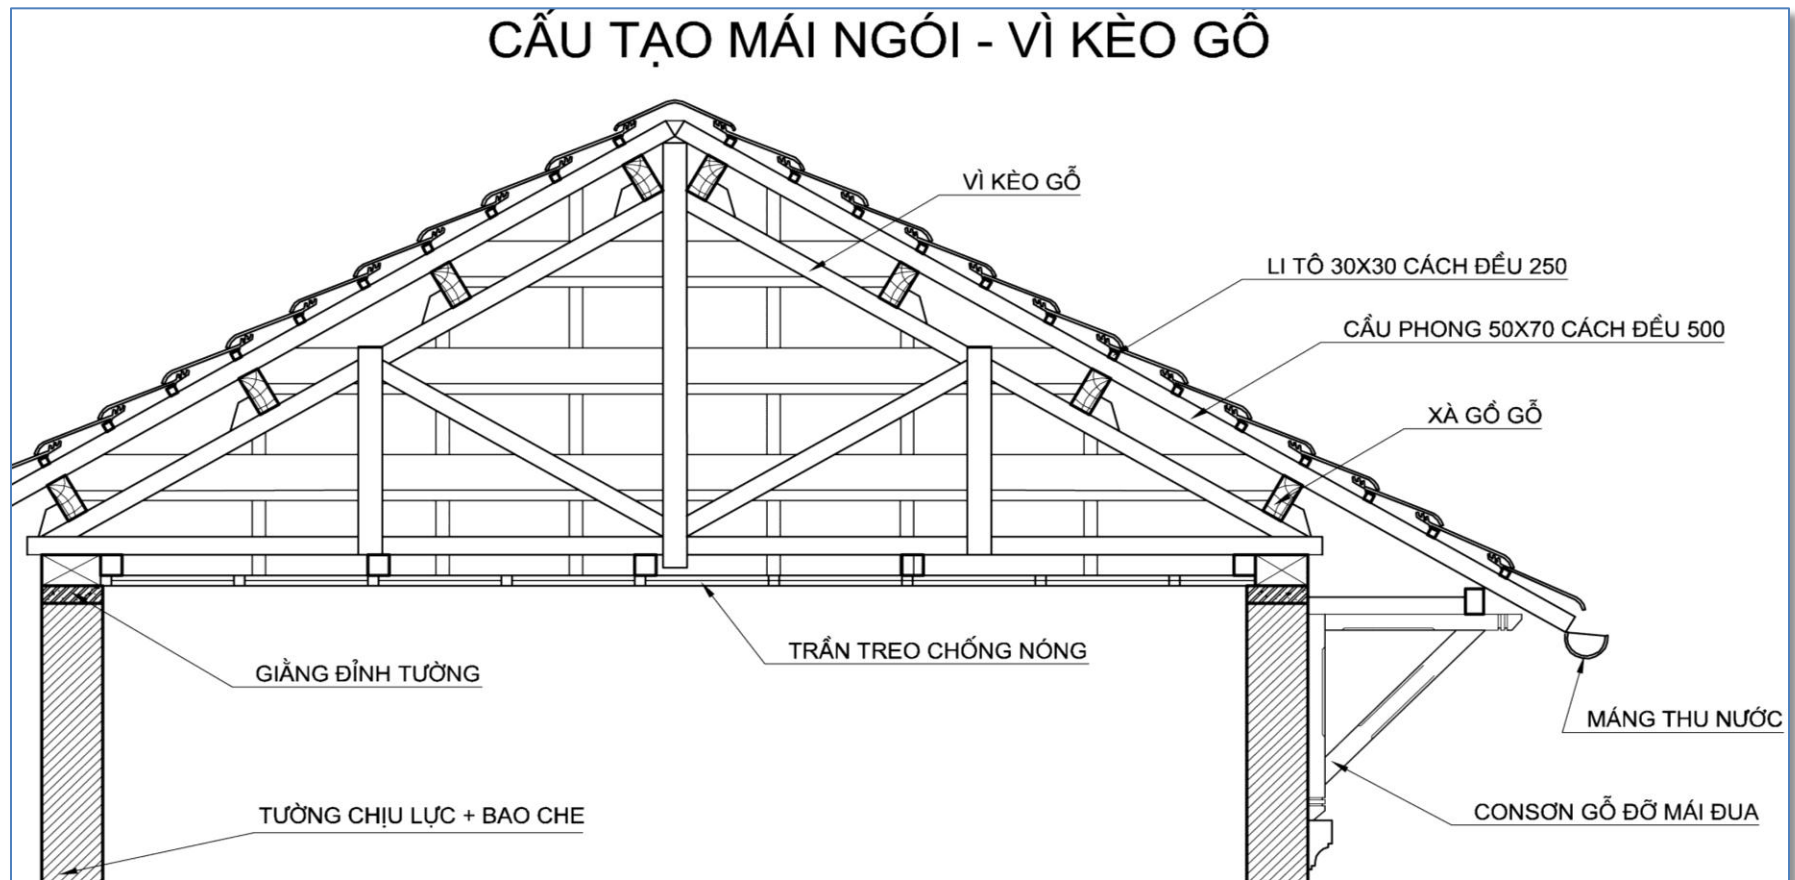 CẤU TẠO MÁI NGÓI - VÌ KÈO GỖ
VÌ KÈO GỖ
LI TÔ 30X30 CÁCH ĐỀU 250
CẦU PHONG 50X70 CÁCH ĐỀU 500
XÀ GỒ GỖ
TRẦN TREO CHỐNG NÓNG
GIẰNG ĐỈNH TƯỜNG
MÁNG THU NƯỚC
TƯỜNG CHỊU LỰC + BAO CHE
CONSƠN GỖ ĐỠ MÁI ĐUA